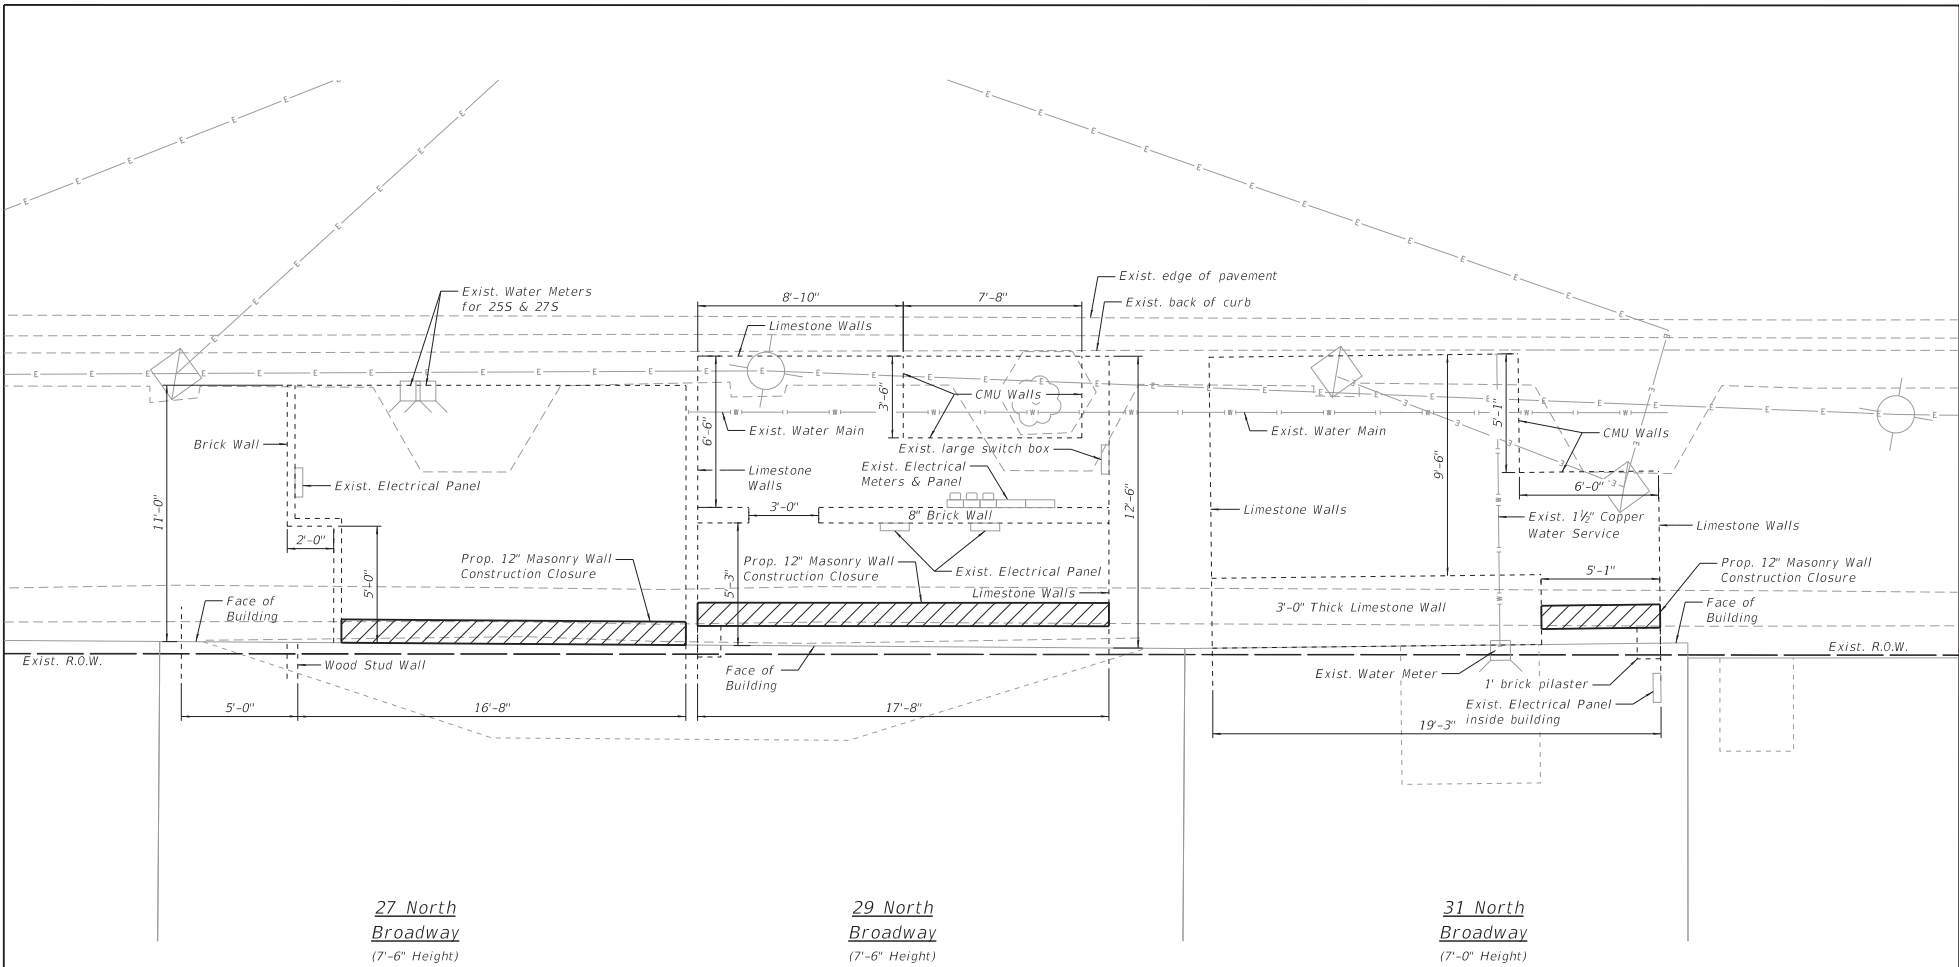 Exist. Water Meters
for 25S & 27S
8'-10"
7'-8"
Exist. edge of pavement
Exist. back of curb
Limestone Walls
3'-6"
CMU Walls
6'-6"
Exist. Water Main
Exist. large switch box
Exist. Electrical
Meters & Panel
Limestone
Walls
3'-0"
8" Brick Wall
12'-6"
Brick Wall
Exist. Electrical Panel
11'-0"
2'-0"
5'-0"
Prop. 12" Masonry Wall
Construction Closure
Prop. 12" Masonry Wall
Construction Closure
5'-3"
Exist. Electrical Panel
Limestone Walls
Face of
Building
Exist. R.O.W.
Wood Stud Wall
Face of
Building
5'-0"
16'-8"
17'-8"
Exist. Water Main
5'-1"
9'-6"
CMU Walls
6'-0"
Limestone Walls
Exist. 1½" Copper
Water Service
Limestone Walls
5'-1"
Prop. 12" Masonry Wall
Construction Closure
3'-0" Thick Limestone Wall
Face of
Building
Exist. R.O.W.
Exist. Water Meter
1' brick pilaster
Exist. Electrical Panel
inside building
19'-3"
27 North
Broadway
(7'-6" Height)
29 North
Broadway
(7'-6" Height)
31 North
Broadway
(7'-0" Height)